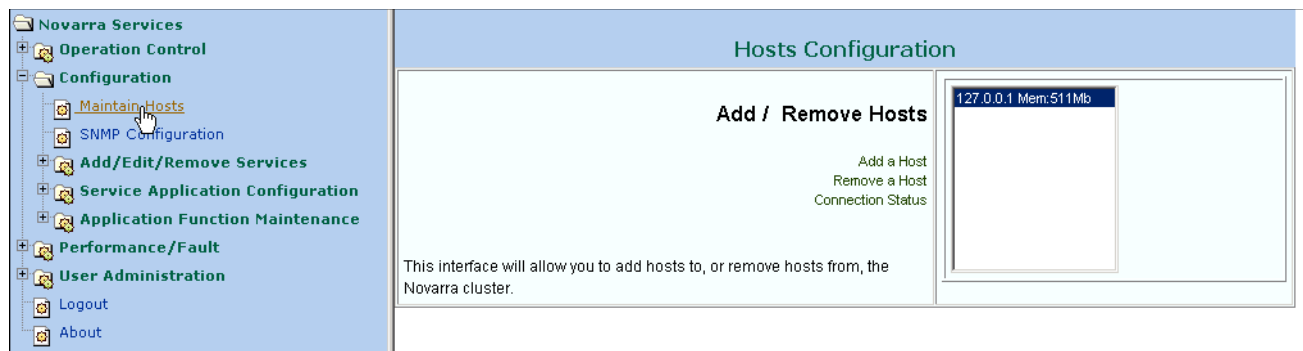 Novarra Services
Operation Control
Configuration
Maintain Hosts
SNMP Configuration
Add/Edit/Remove Services
Service Application Configuration
Application Function Maintenance
Performance/Fault
User Administration
Logout
About
Hosts Configuration
Add / Remove Hosts
Add a Host
Remove a Host
Connection Status
This interface will allow you to add hosts to, or remove hosts from, the
Novarra cluster.
127.0.0.1 Mem:511Mb